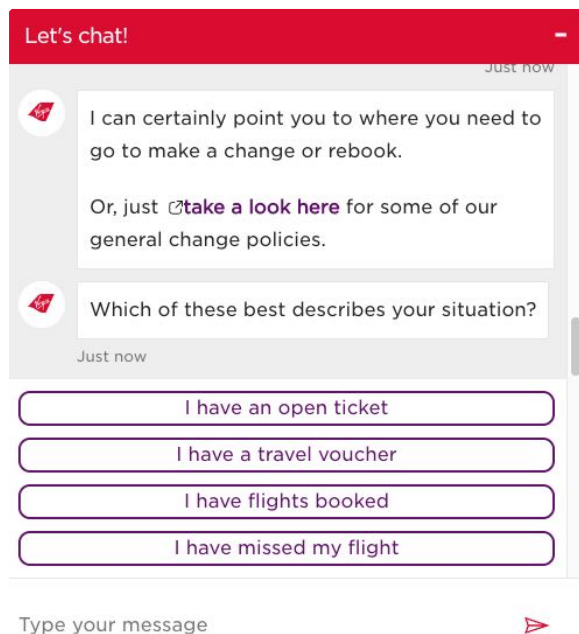 Let's chat!
Just now
I can certainly point you to where you need to
go to make a change or rebook.
Or, just take a look here for some of our
general change policies.
Which of these best describes your situation?
Just now
I have an open ticket
I have a travel voucher
I have flights booked
I have missed my flight
Type your message